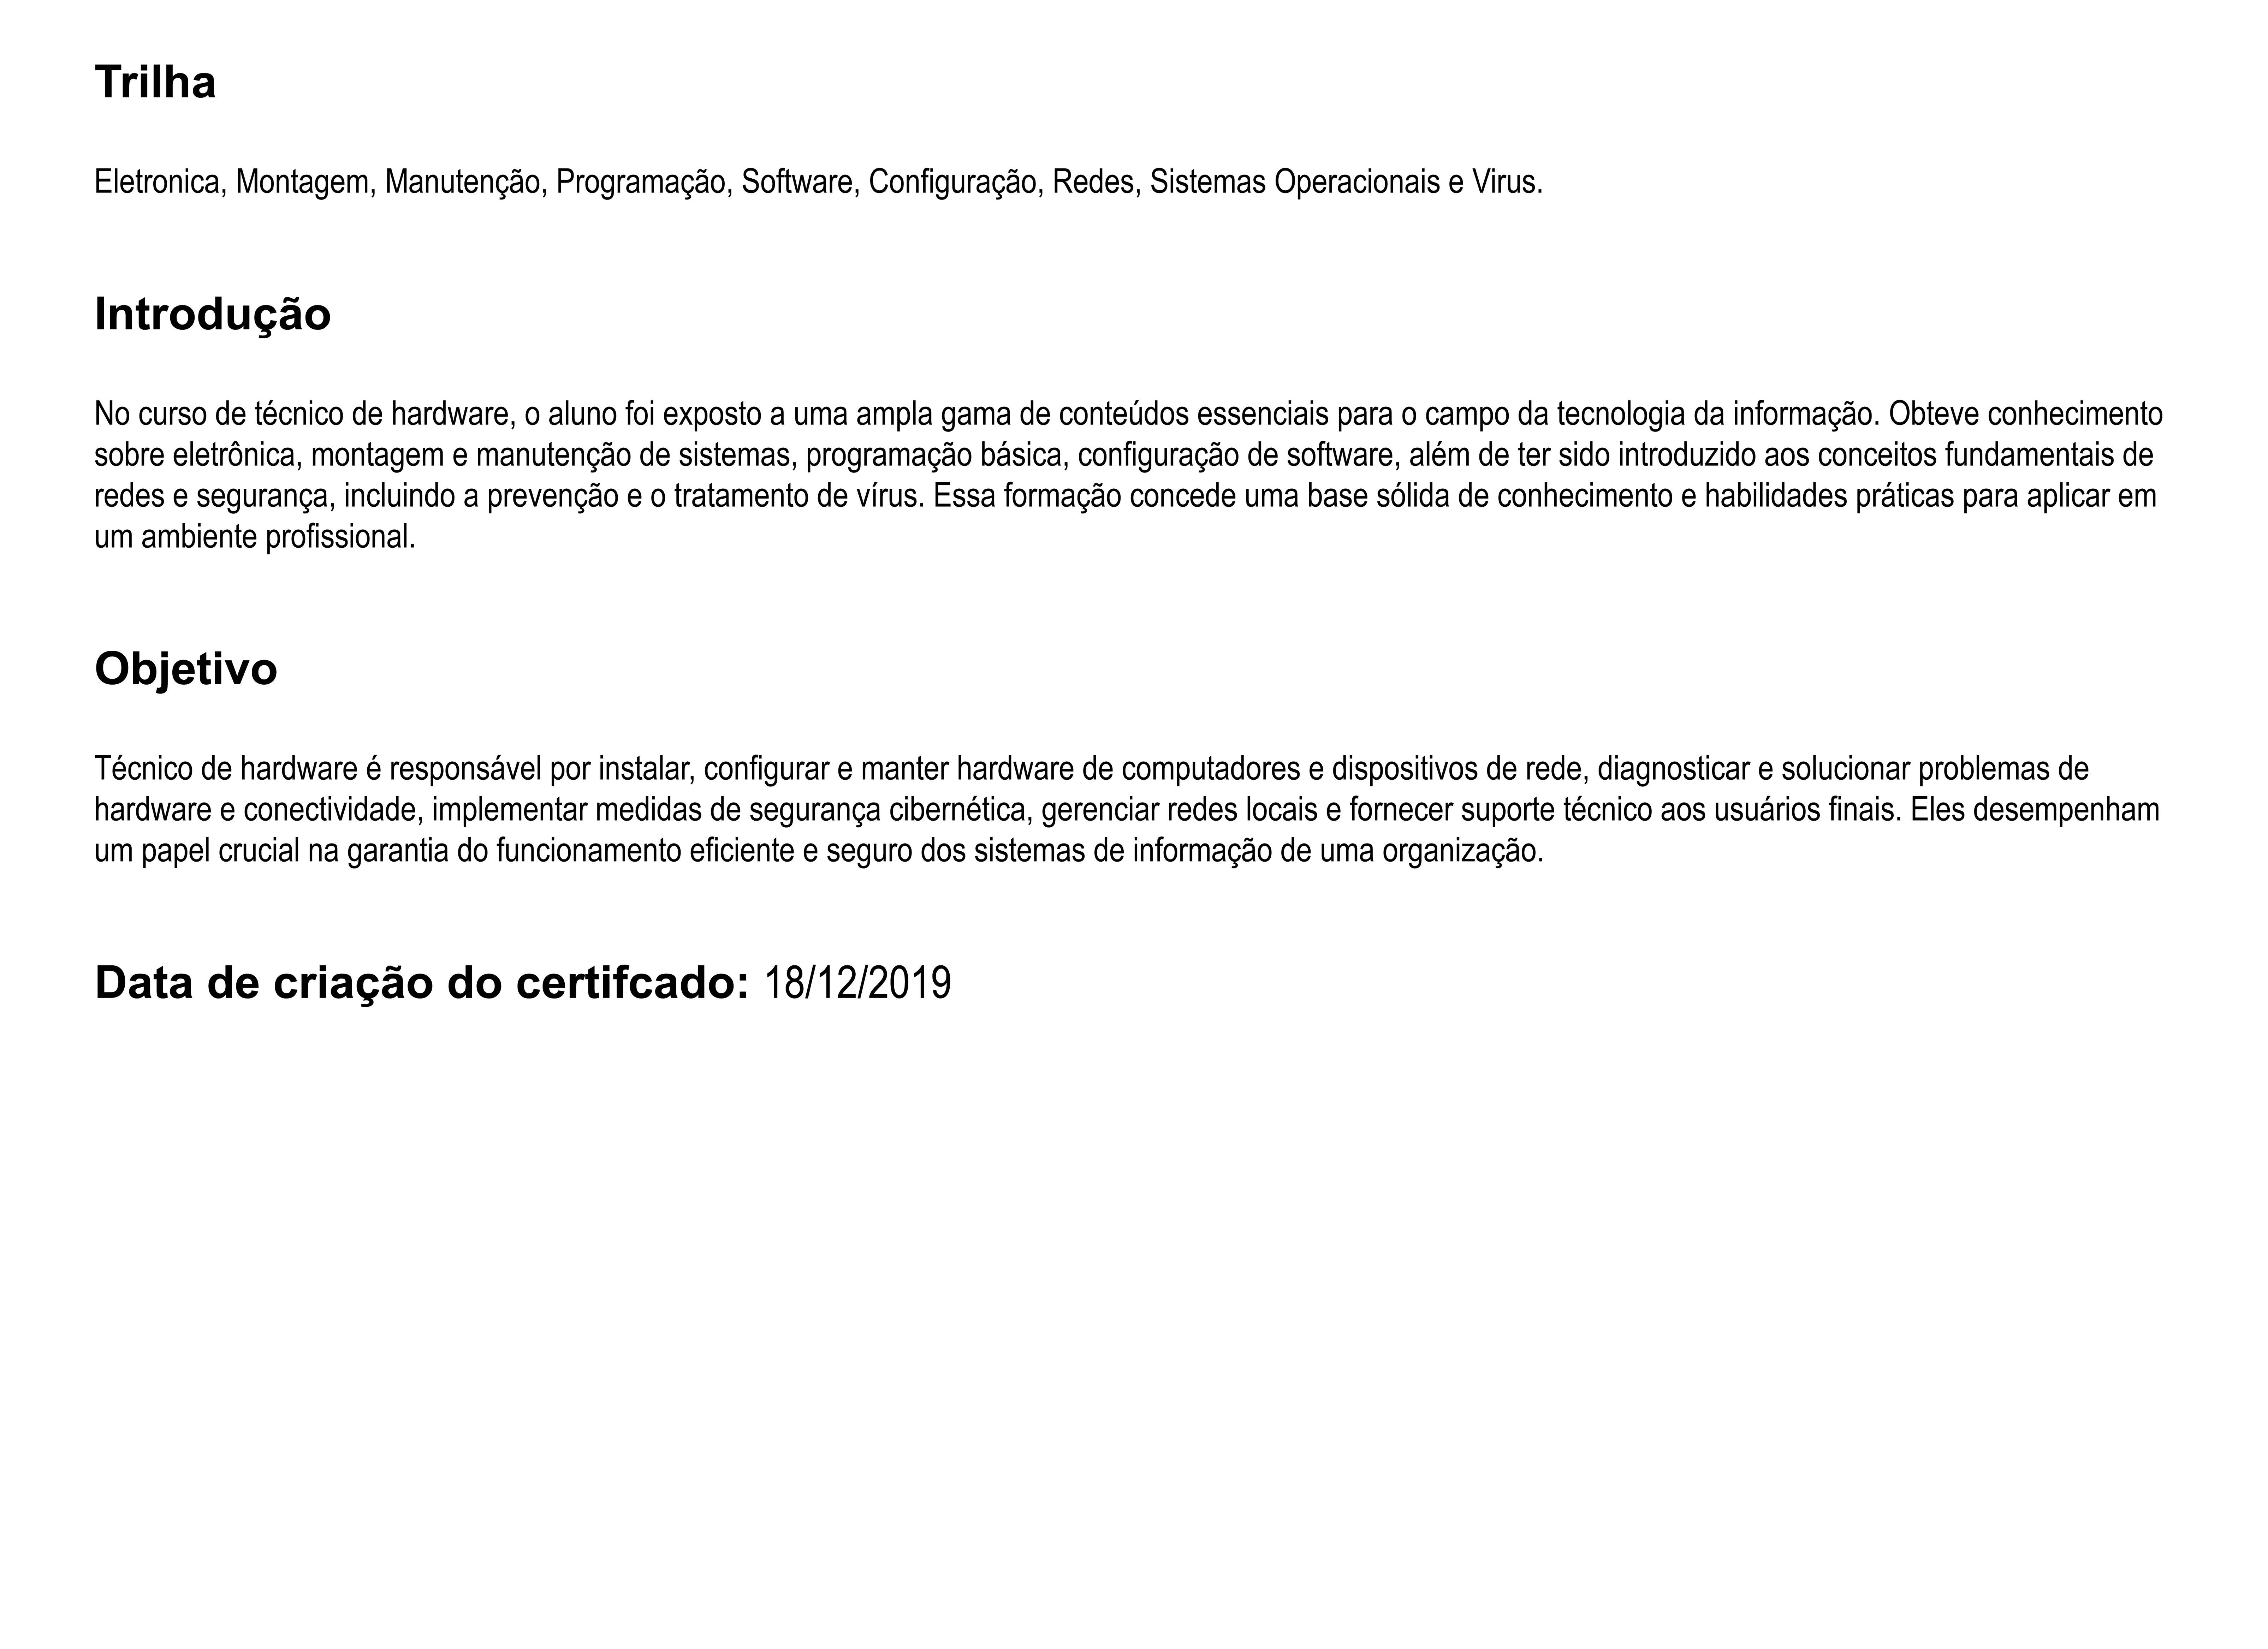 Trilha
Eletronica, Montagem, Manutenção, Programação, Software, Configuração, Redes, Sistemas Operacionais e Virus.
Introdução
No curso de técnico de hardware, o aluno foi exposto a uma ampla gama de conteúdos essenciais para o campo da tecnologia da informação. Obteve conhecimento
sobre eletrônica, montagem e manutenção de sistemas, programação básica, configuração de software, além de ter sido introduzido aos conceitos fundamentais de
redes e segurança, incluindo a prevenção e o tratamento de vírus. Essa formação concede uma base sólida de conhecimento e habilidades práticas para aplicar em
um ambiente profissional.
Objetivo
Técnico de hardware é responsável por instalar, configurar e manter hardware de computadores e dispositivos de rede, diagnosticar e solucionar problemas de
hardware e conectividade, implementar medidas de segurança cibernética, gerenciar redes locais e fornecer suporte técnico aos usuários finais. Eles desempenham
um papel crucial na garantia do funcionamento eficiente e seguro dos sistemas de informação de uma organização.
Data de criação do certifcado: 18/12/2019